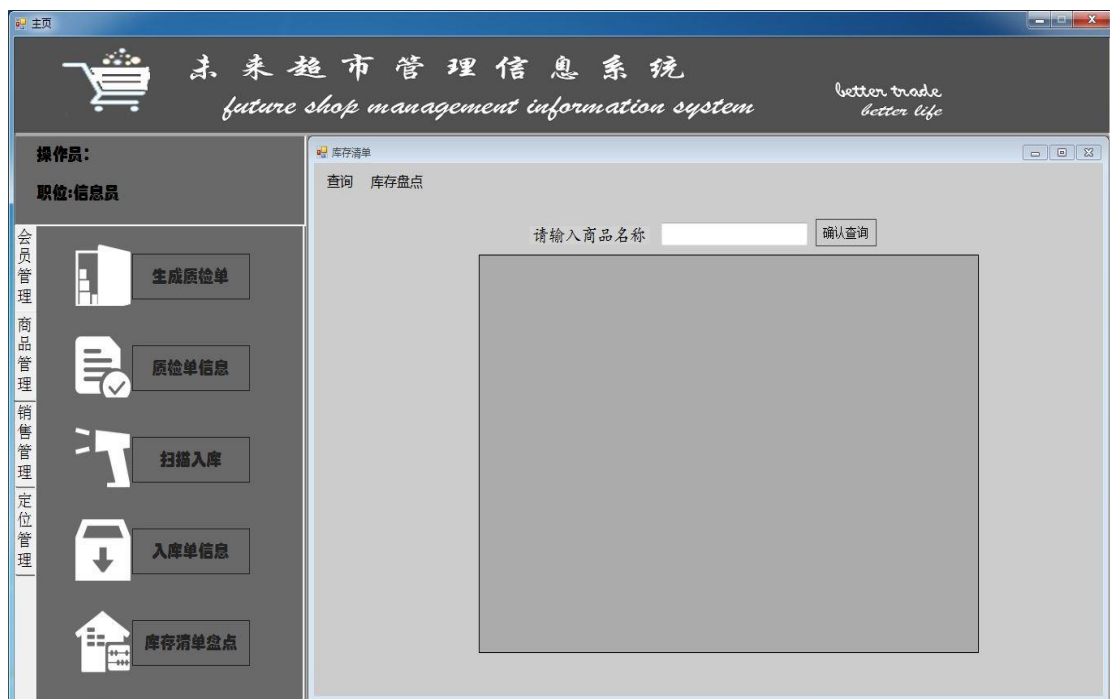 主页
未来超市管理信息系统
future shop management information system
better trade
better life
操作员:
职位:信息员
会员管理
商品管理
销售管理
定位管理
生成质检单
质检单信息
扫描入库
入库单信息
库存清单盘点
库存清单
查询 库存盘点
请输入商品名称 确认查询